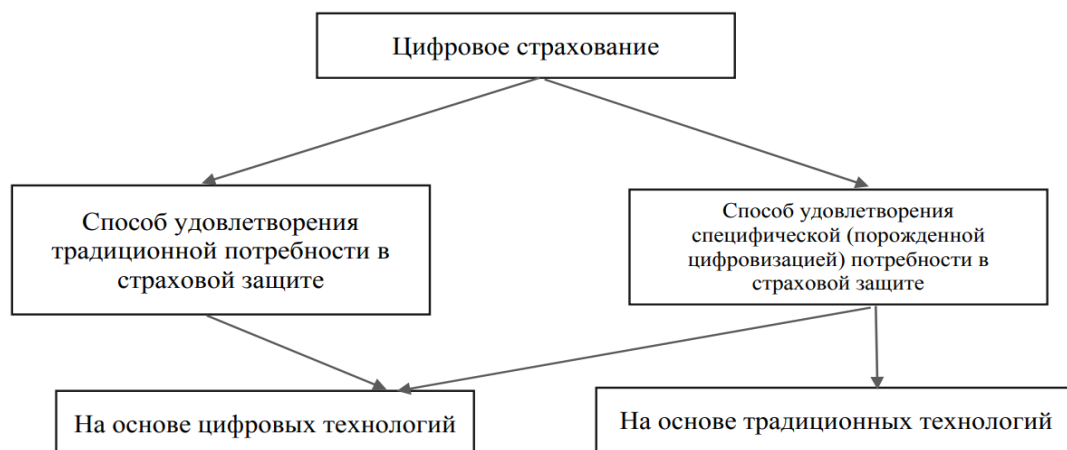 Цифровое страхование
Способ удовлетворения
традиционной потребности в
страховой защите
Способ удовлетворения
специфической (порожденной
цифровизацией) потребности в
страховой защите
На основе цифровых технологий
На основе традиционных технологий